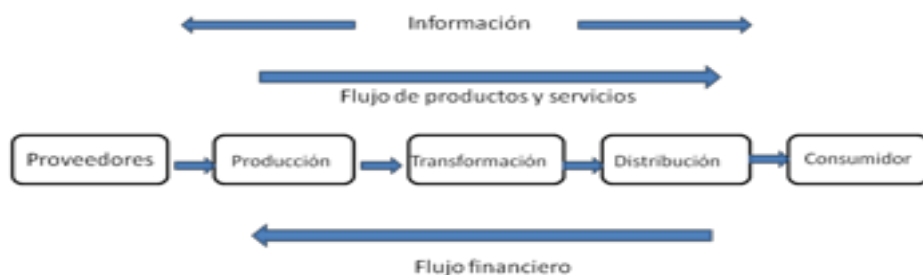 Información
Flujo de productos y servicios
Proveedores
Producción
Transformación
Distribución
Consumidor
Flujo financiero